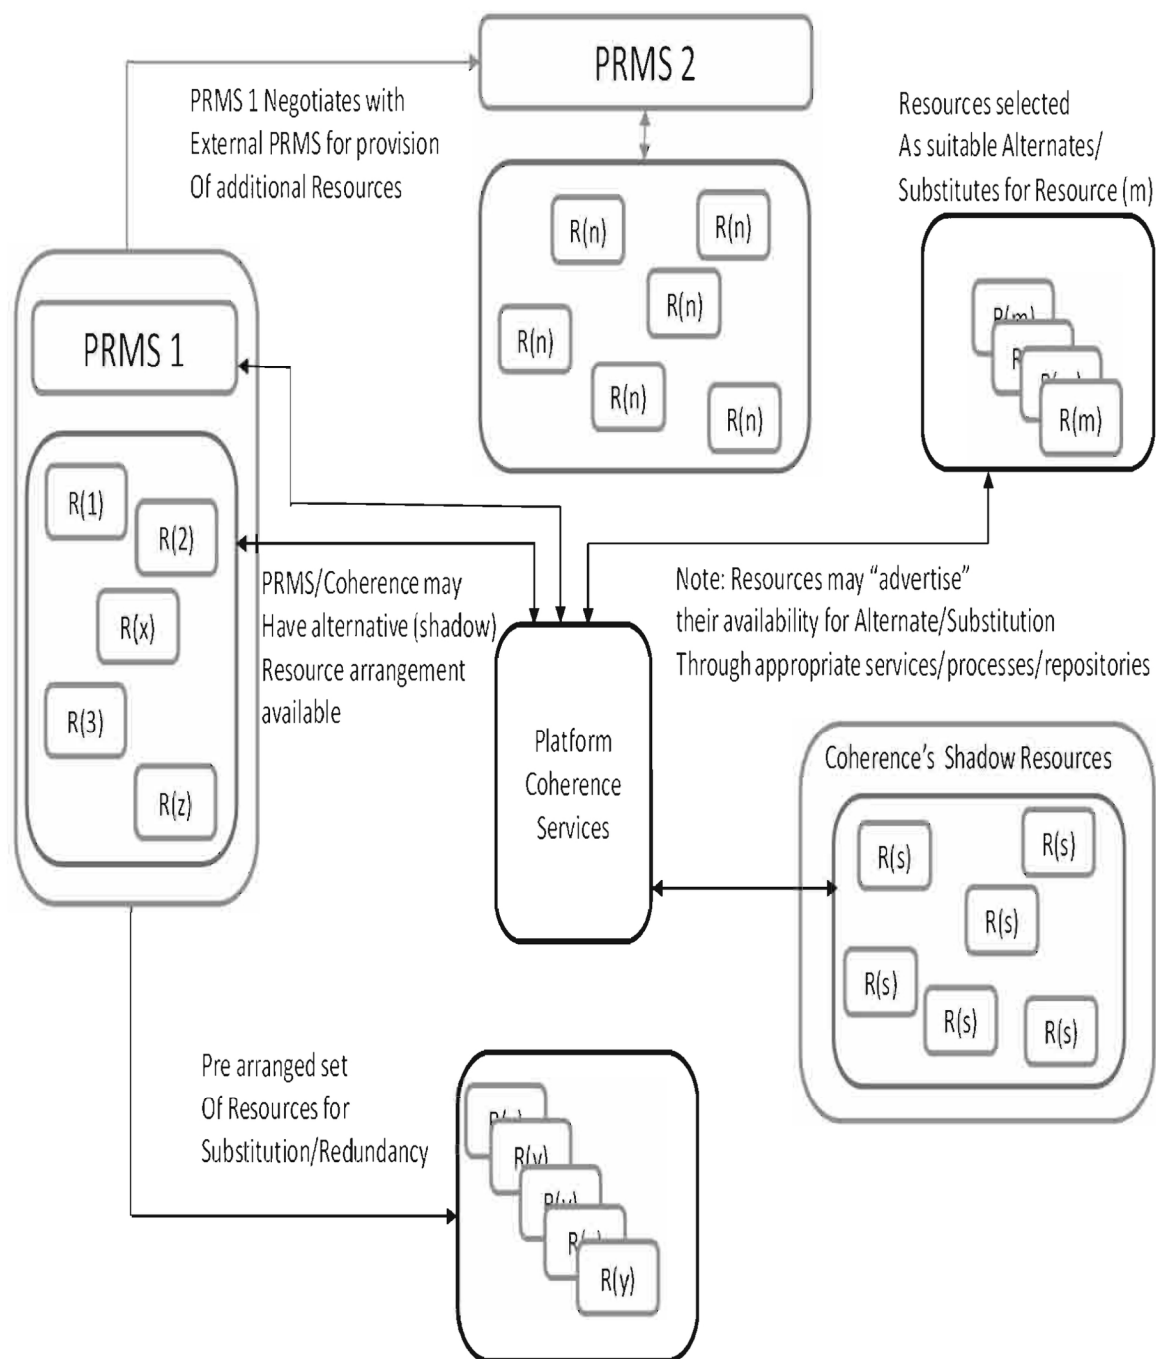 PRMS 2
PRMS 1 Negotiates with
External PRMS for provision
Of additional Resources
Resources selected
As suitable Alternates/
Substitutes for Resource (m)
R(n)
R(n)
R(n)
R(n)
R(n)
R(n)
R(m)
PRMS 1
R(1)
R(2)
R(x)
R(3)
R(z)
PRMS/Coherence may
Have alternative (shadow)
Resource arrangement
available
Note: Resources may “advertise”
their availability for Alternate/Substitution
Through appropriate services/processes/repositories
Platform
Coherence
Services
Coherence's Shadow Resources
R(s)
R(s)
R(s)
R(s)
R(s)
R(s)
Pre arranged set
Of Resources for
Substitution/Redundancy
R(y)
R(y)